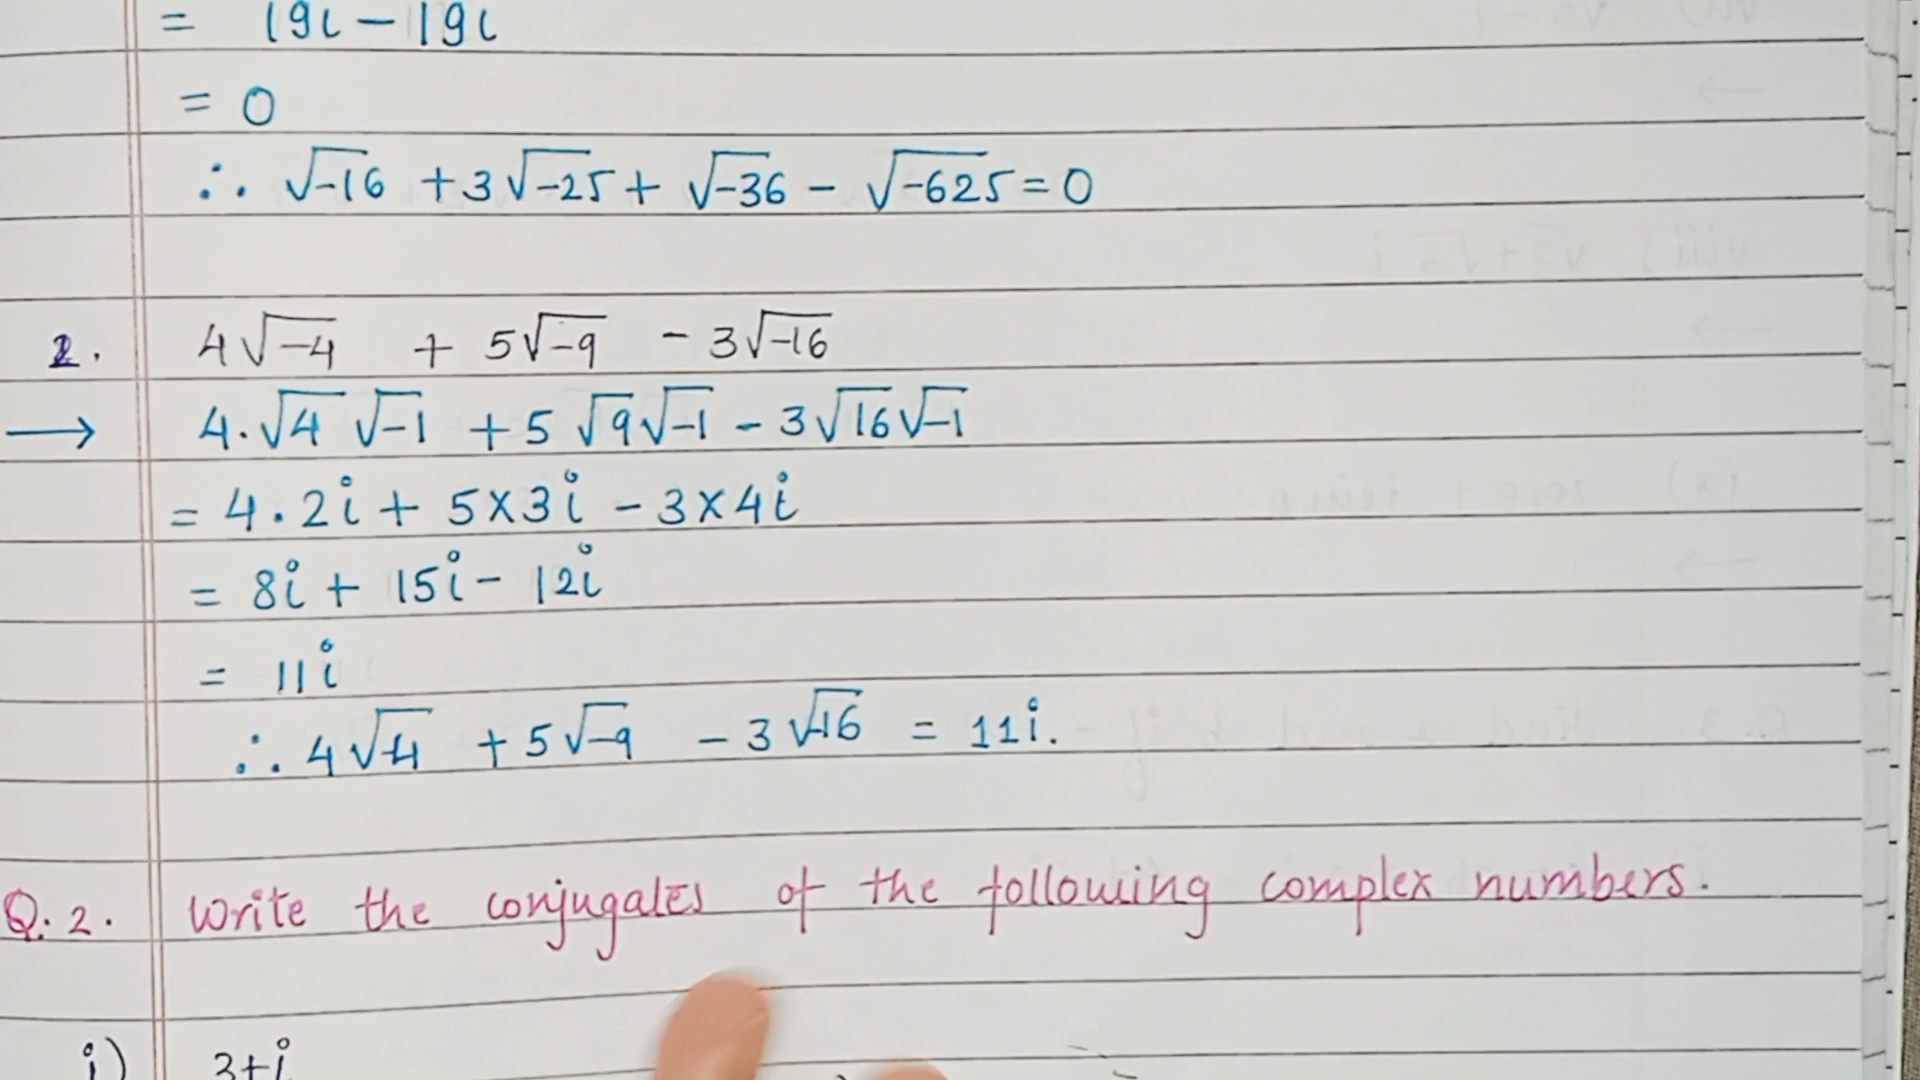 = 19i - 19i
= 0
∴ √-16 + 3√-25 + √-36 - √-625 = 0
2. 4√-4 + 5√-9 - 3√-16
→ 4.√4 √-1 + 5 √9 √-1 - 3√16 √-1
= 4.2i + 5×3i - 3×4i
= 8i + 15i - 12i
= 11i
∴ 4√-4 + 5√-9 - 3√-16 = 11i.
Q.2. Write the conjugates of the following complex numbers.
i) 3+i